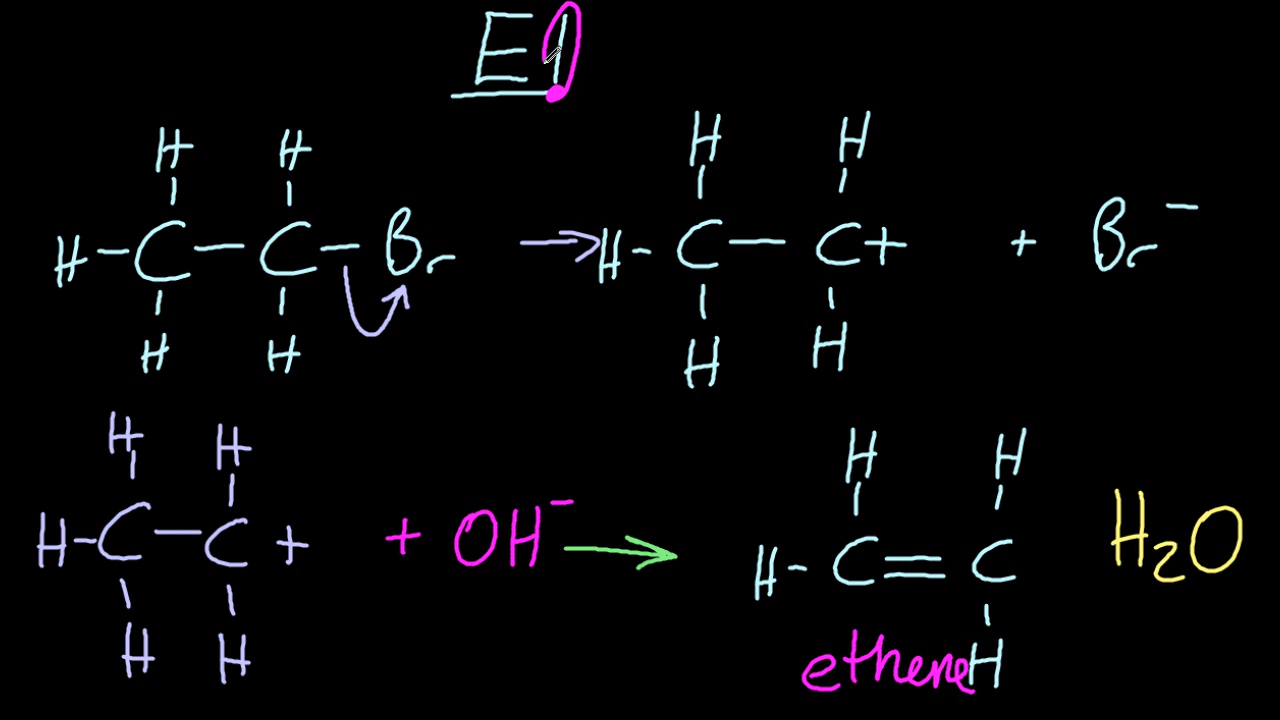 E1
H H H H
H-C-C-Br → H-C-C+ + Br⁻
H H H H
H H H H
H-C-C+ + OH⁻ → H-C=C H₂O
H H H
ethene